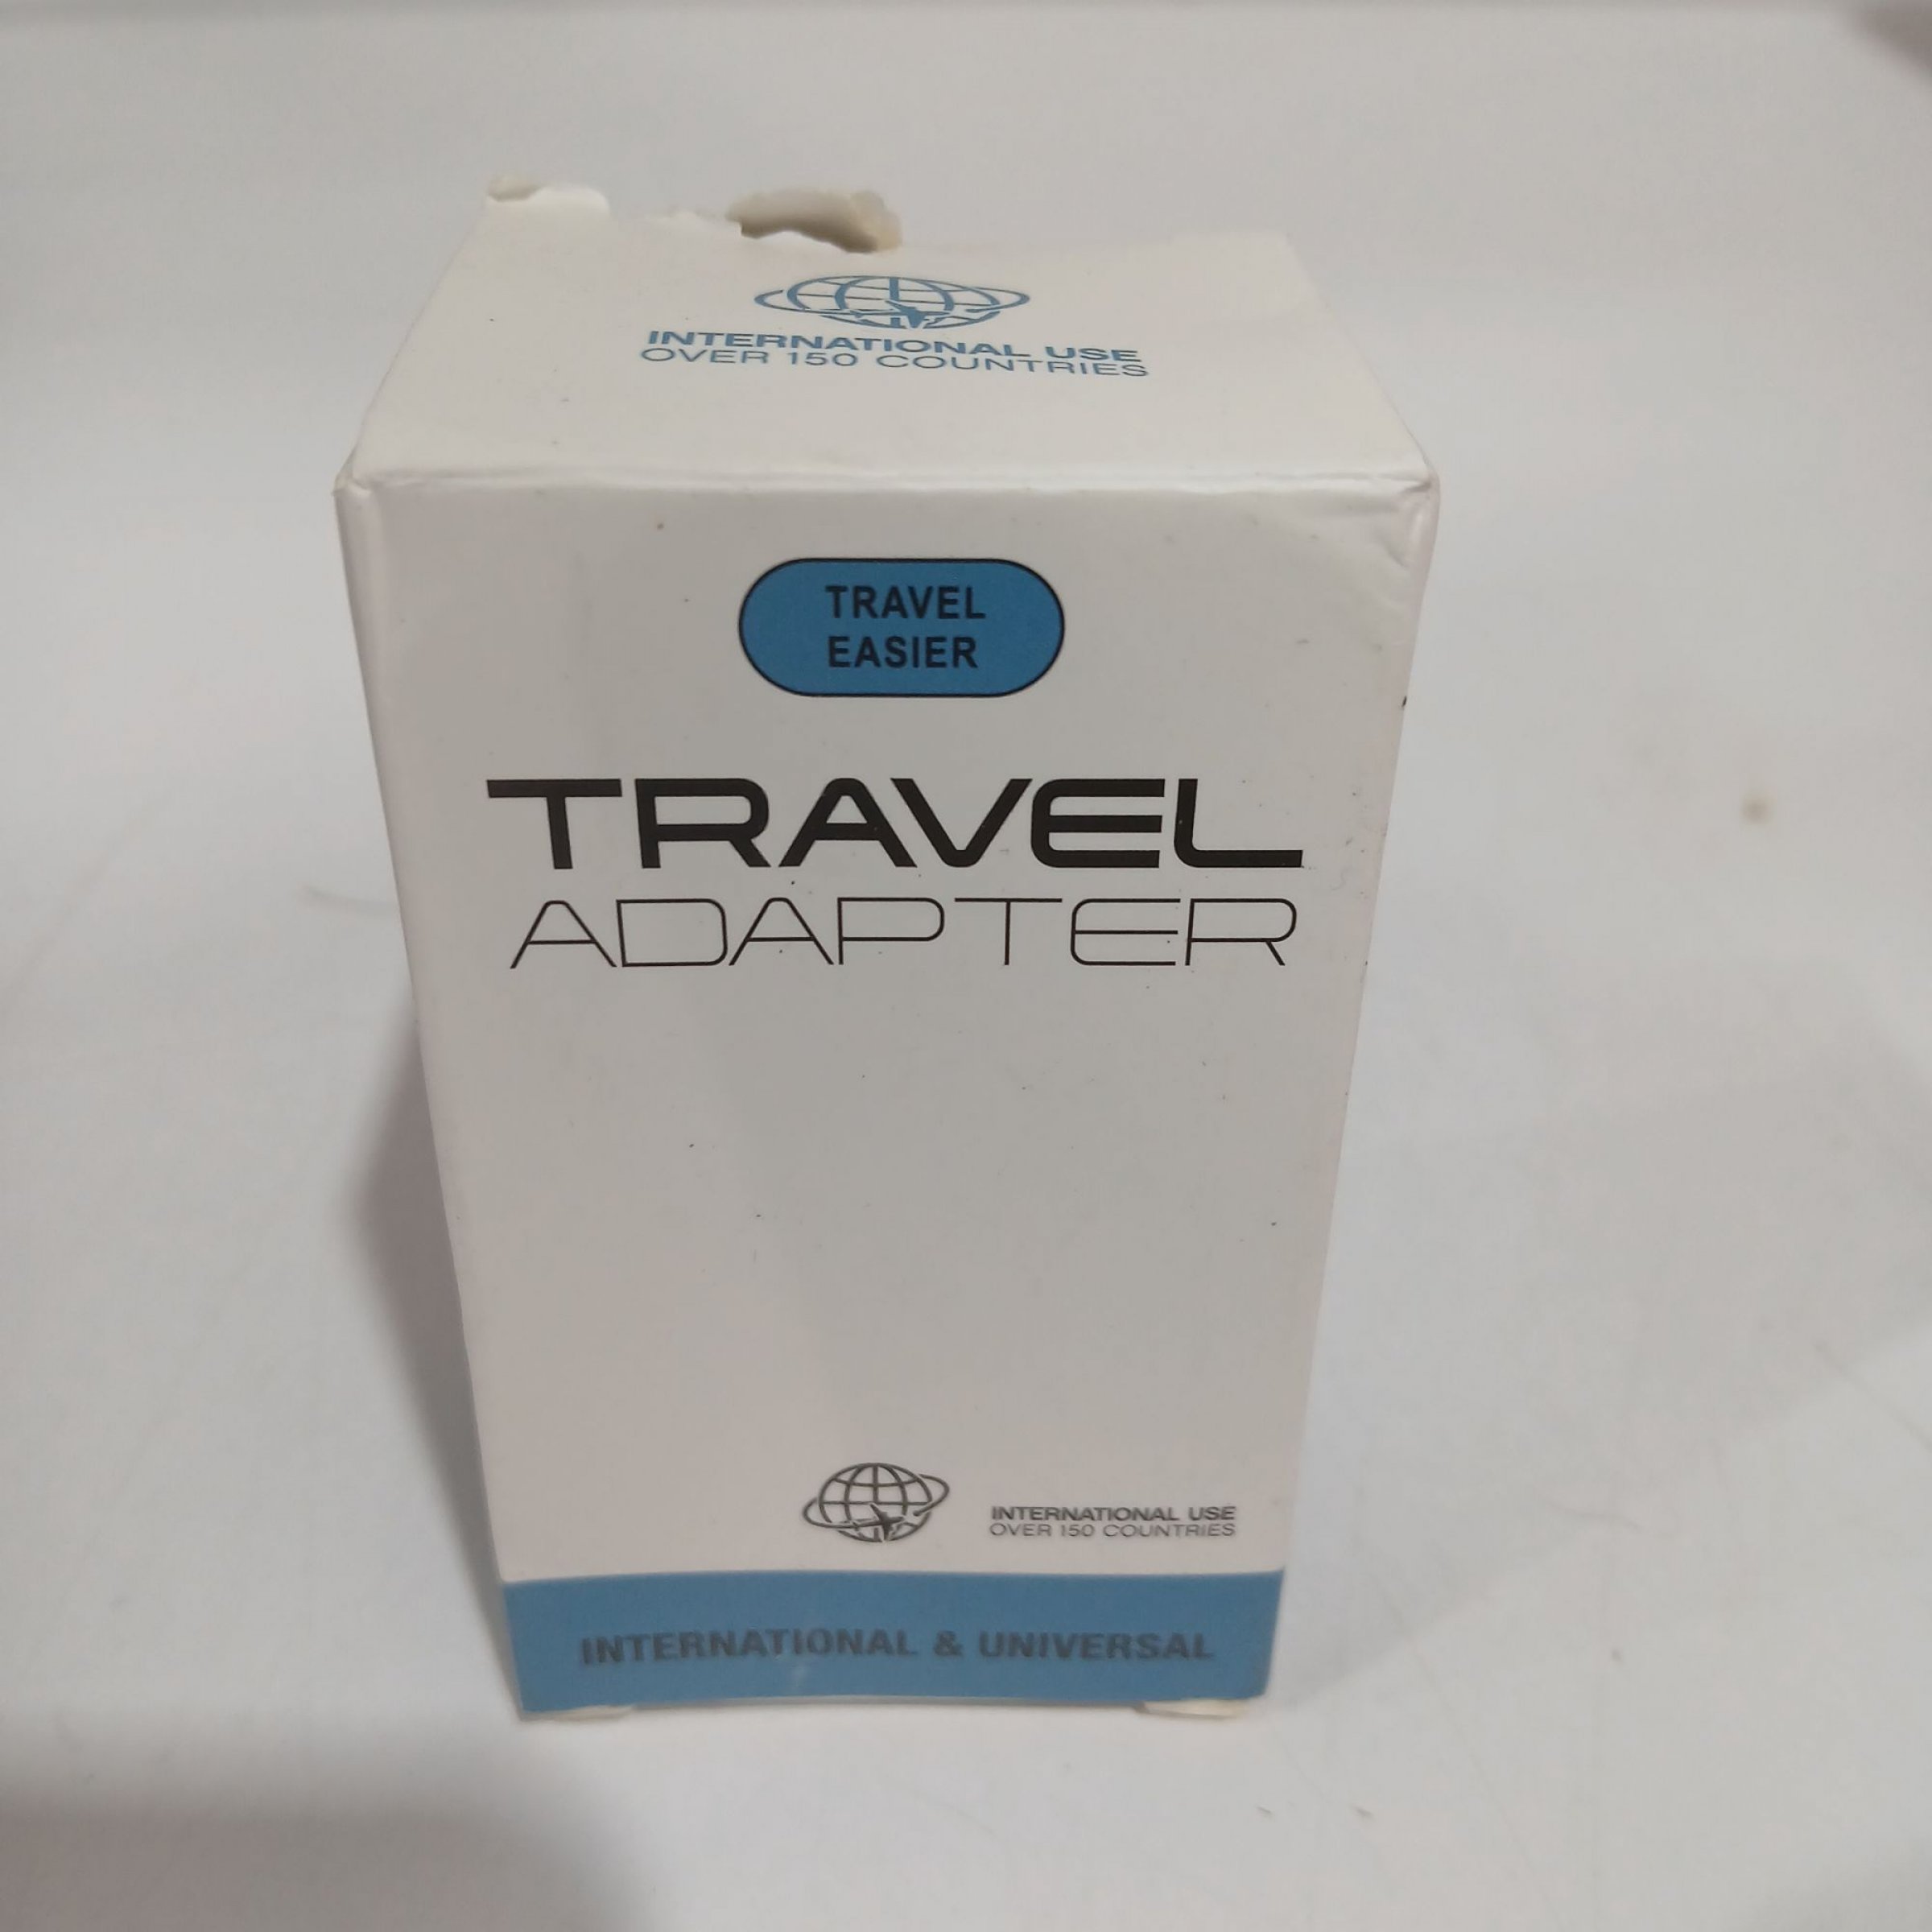 INTERNATIONAL USE
OVER 150 COUNTRIES
TRAVEL
EASIER
TRAVEL
ADAPTER
INTERNATIONAL USE
OVER 150 COUNTRIES
INTERNATIONAL & UNIVERSAL